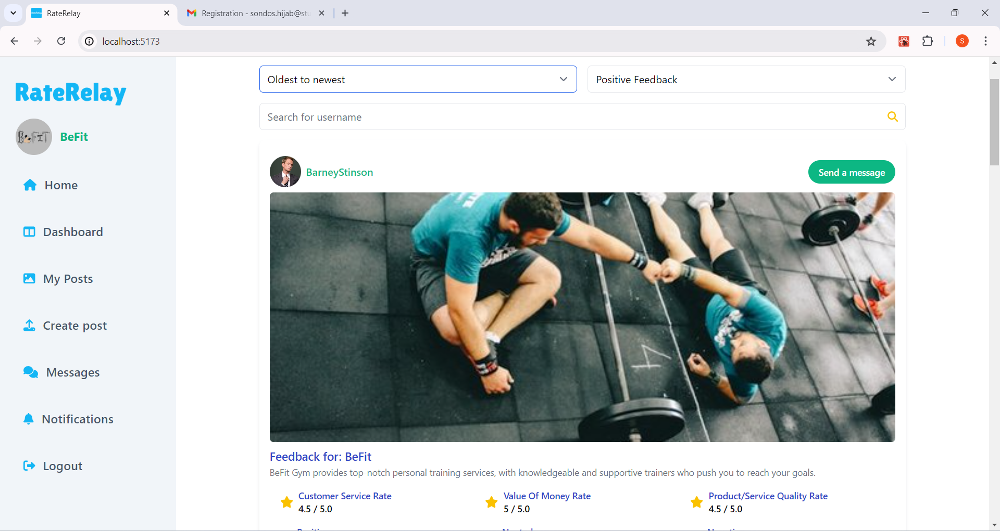 RateRelay
Registration - sondos.hijab@stu
localhost:5173
S
RateRelay
BeFiT
BeFit
Home
Dashboard
My Posts
Create post
Messages
Notifications
Logout
Oldest to newest
Positive Feedback
Search for username
BarneyStinson
Send a message
Feedback for: BeFit
BeFit Gym provides top-notch personal training services, with knowledgeable and supportive trainers who push you to reach your goals.
Customer Service Rate
4.5 / 5.0
Value Of Money Rate
5 / 5.0
Product/Service Quality Rate
4.5 / 5.0